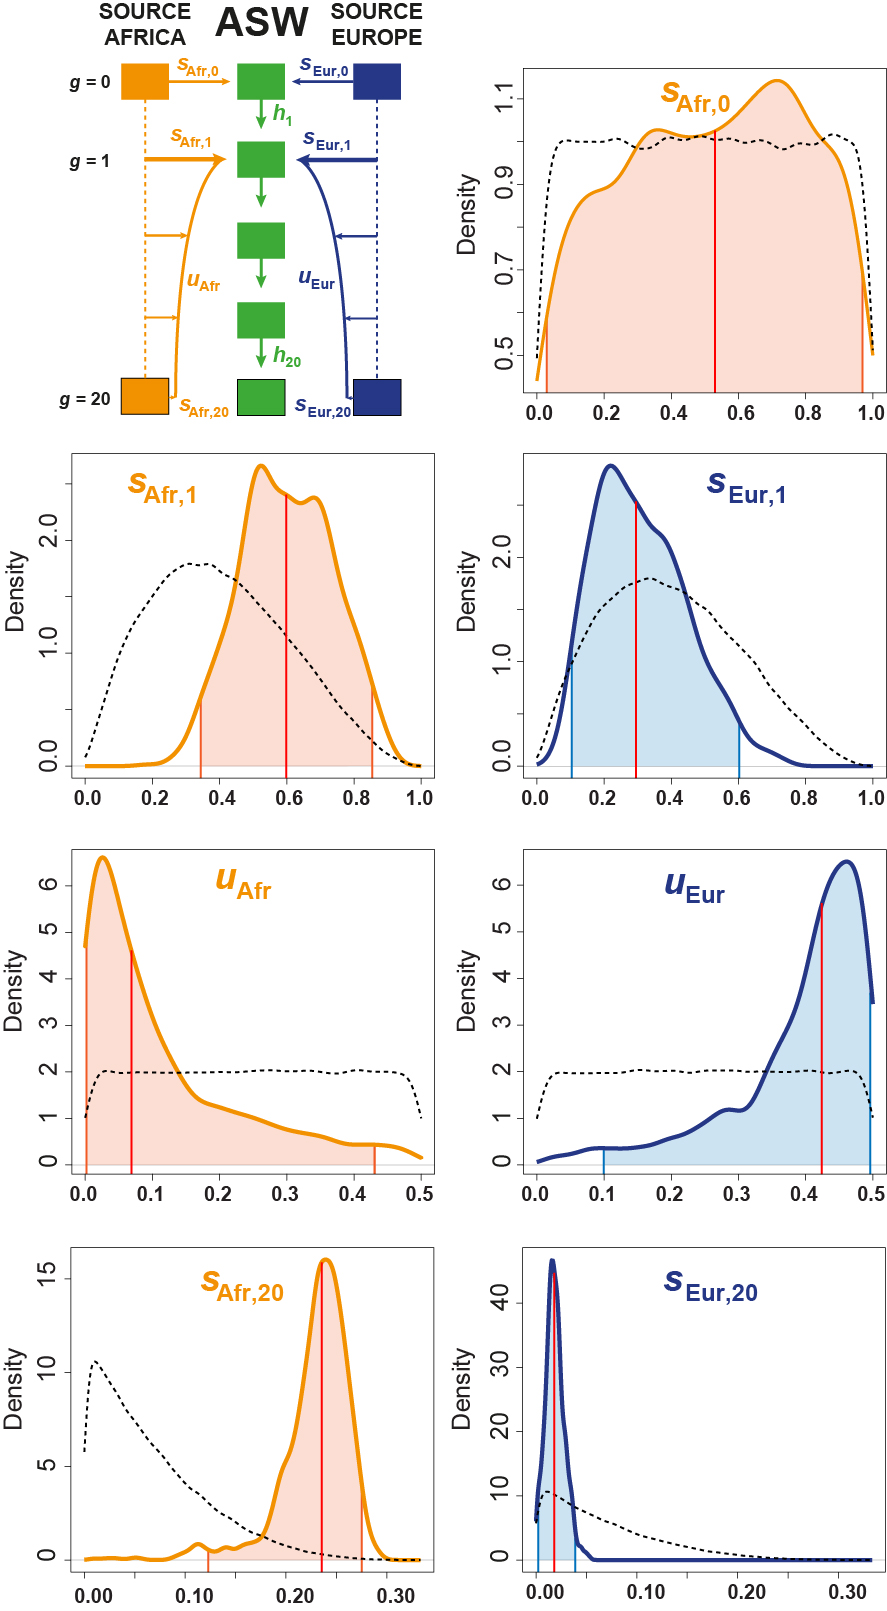 SOURCE AFRICA
ASW
SOURCE EUROPE
g = 0
sAfr,0
sEur,0
h1
g = 1
sAfr,1
sEur,1
uAfr
uEur
h20
g = 20
sAfr,20
sEur,20
sAfr,0
Density
0.5 0.7 0.9 1.1
0.0 0.2 0.4 0.6 0.8 1.0
sAfr,1
Density
0.0 1.0 2.0
0.0 0.2 0.4 0.6 0.8 1.0
sEur,1
Density
0.0 1.0 2.0
0.0 0.2 0.4 0.6 0.8 1.0
uAfr
Density
0 1 2 3 4 5 6
0.0 0.1 0.2 0.3 0.4 0.5
uEur
Density
0 1 2 3 4 5 6
0.0 0.1 0.2 0.3 0.4 0.5
sAfr,20
Density
0 5 10 15
0.00 0.10 0.20 0.30
sEur,20
Density
0 10 20 30 40
0.00 0.10 0.20 0.30